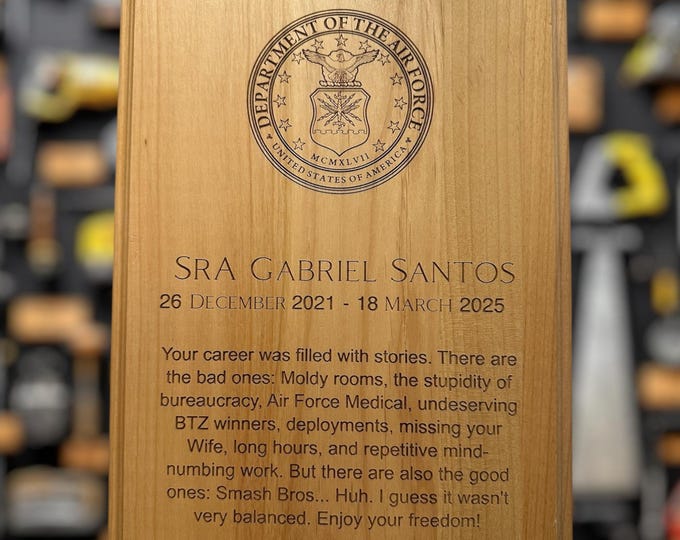 DEPARTMENT OF THE AIR FORCE
MCMXLVII
UNITED STATES OF AMERICA
SRA GABRIEL SANTOS
26 DECEMBER 2021 - 18 MARCH 2025
Your career was filled with stories. There are
the bad ones: Moldy rooms, the stupidity of
bureaucracy, Air Force Medical, undeserving
BTZ winners, deployments, missing your
Wife, long hours, and repetitive mind-
numbing work. But there are also the good
ones: Smash Bros... Huh. I guess it wasn't
very balanced. Enjoy your freedom!